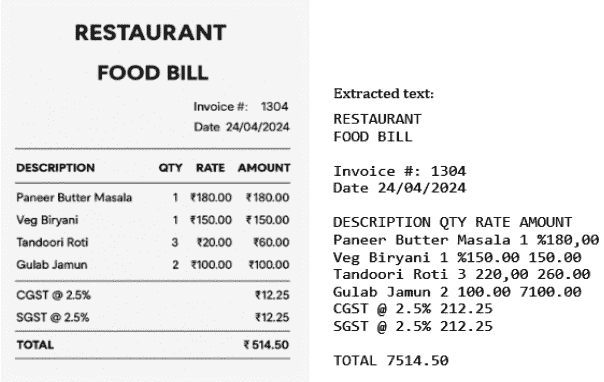 RESTAURANT
FOOD BILL
Invoice #: 1304
Date 24/04/2024
DESCRIPTION QTY RATE AMOUNT
Paneer Butter Masala 1 ₹180.00 ₹180.00
Veg Biryani 1 ₹150.00 ₹150.00
Tandoori Roti 3 ₹20.00 ₹60.00
Gulab Jamun 2 ₹100.00 ₹100.00
CGST @ 2.5% ₹12.25
SGST @ 2.5% ₹12.25
TOTAL ₹514.50
Extracted text:
RESTAURANT
FOOD BILL
Invoice #: 1304
Date 24/04/2024
DESCRIPTION QTY RATE AMOUNT
Paneer Butter Masala 1 %180,00
Veg Biryani 1 %150.00 150.00
Tandoori Roti 3 220,00 260.00
Gulab Jamun 2 100.00 7100.00
CGST @ 2.5% 212.25
SGST @ 2.5% 212.25
TOTAL 7514.50